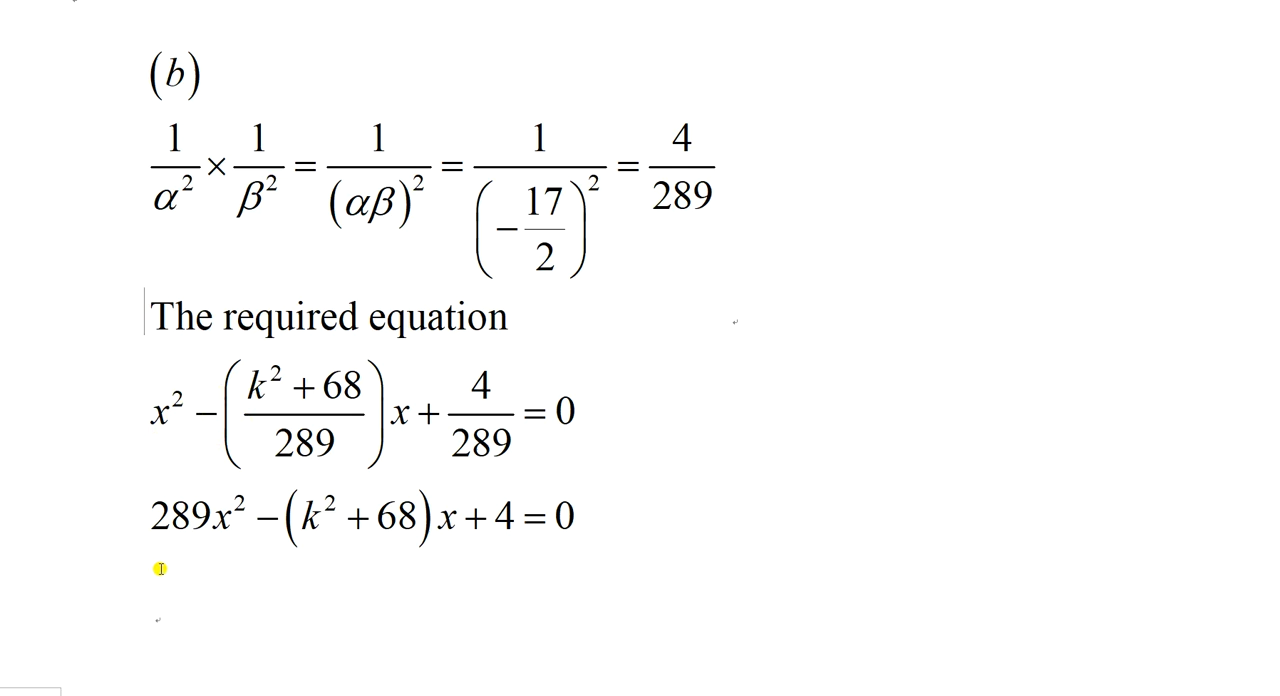 (b)
1/α² × 1/β² = 1/(αβ)² = 1/(−17/2)² = 4/289
The required equation
x² − ((k² + 68)/289)x + 4/289 = 0
289x² − (k² + 68)x + 4 = 0